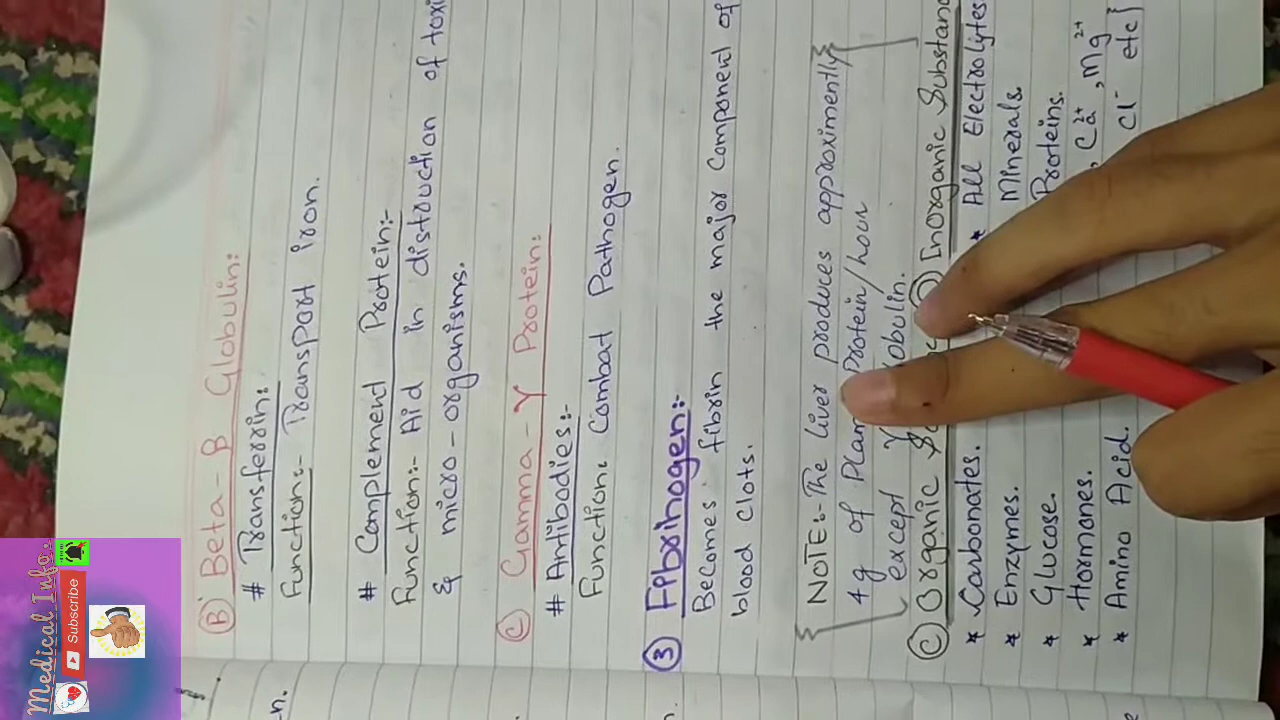 B) Beta-β Globulin:
# Transferrin:
Function:- Transport iron.
# Complement Protein:-
Function:- Aid in distruction of toxi
& micro-organisms.
C) Gamma-γ Protein:
# Antibodies:-
Function: Combat Pathogen.
3 Fibrinogen:-
Becomes fibrin the major component of
blood clots.
NOTE:- The liver produces approximently
4g of Plam Protein/hour
except γ obulin.
C Organic
* Carbonates.
* Enzymes.
* Glucose.
* Hormones.
* Amino Acid.
) Inorganic Substanc
* All Electrolytes
Minerals.
Proteins.
, Ca2+, Mg2+
Cl- etc]
n.
Medical Info:
Subscribe